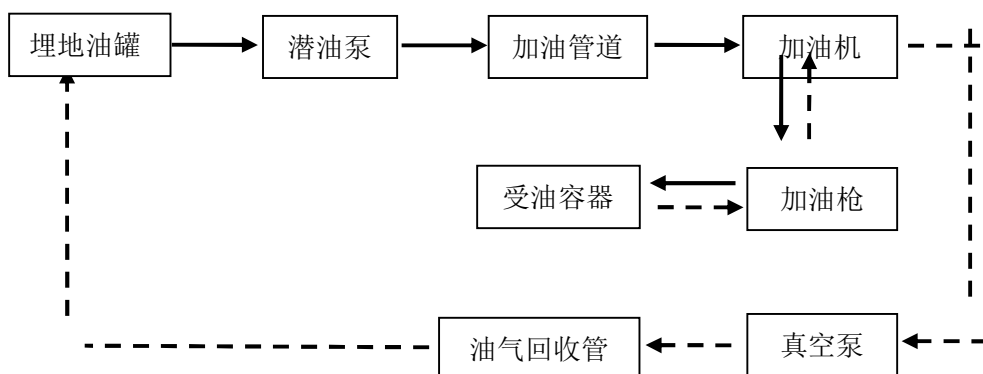 埋地油罐
潜油泵
加油管道
加油机
受油容器
加油枪
油气回收管
真空泵